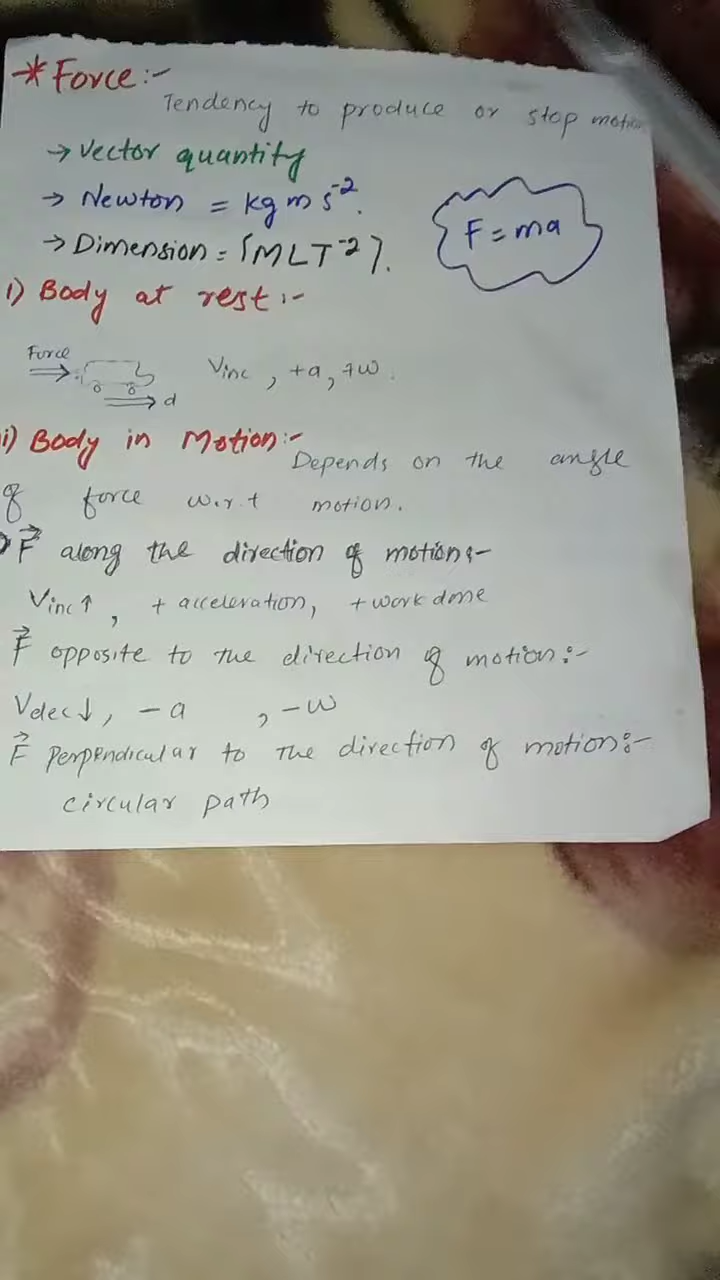 * Force:-
Tendency to produce or stop motion
→ Vector quantity
→ Newton = kg m s⁻²
→ Dimension = [MLT⁻²].
F = ma
i) Body at rest :-
Force
d
Vinc , +a, +w.
i) Body in Motion:-
Depends on the angle
of force w.r.t motion.
F⃗ along the direction of motion:-
Vinc ↑ , + acceleration, + work done
F⃗ opposite to the direction of motion:-
Vdec ↓, - a , - w
F⃗ Perpendicular to the direction of motion:-
circular path